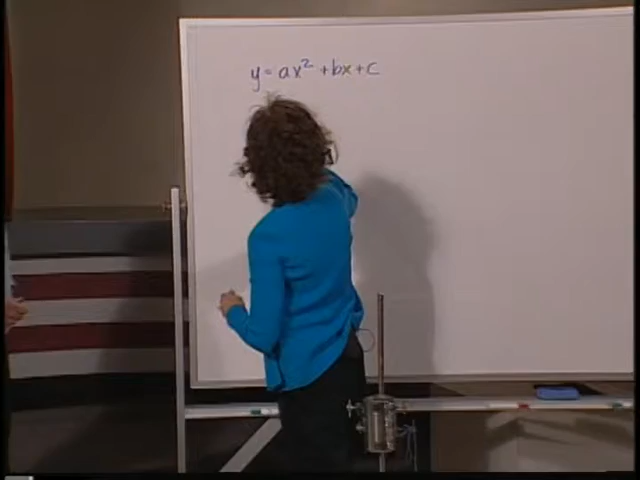 y = ax² + bx + c